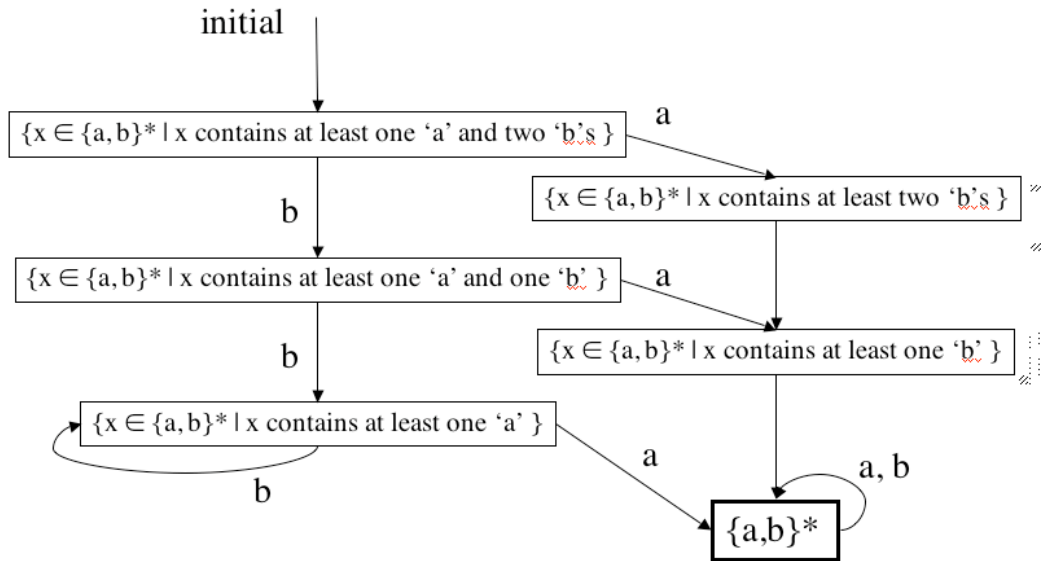 initial
{x ∈ {a, b}* | x contains at least one ‘a’ and two ‘b’s }
a
{x ∈ {a, b}* | x contains at least two ‘b’s }
b
{x ∈ {a, b}* | x contains at least one ‘a’ and one ‘b’ }
a
{x ∈ {a, b}* | x contains at least one ‘b’ }
b
{x ∈ {a, b}* | x contains at least one ‘a’ }
a
a, b
b
{a,b}*